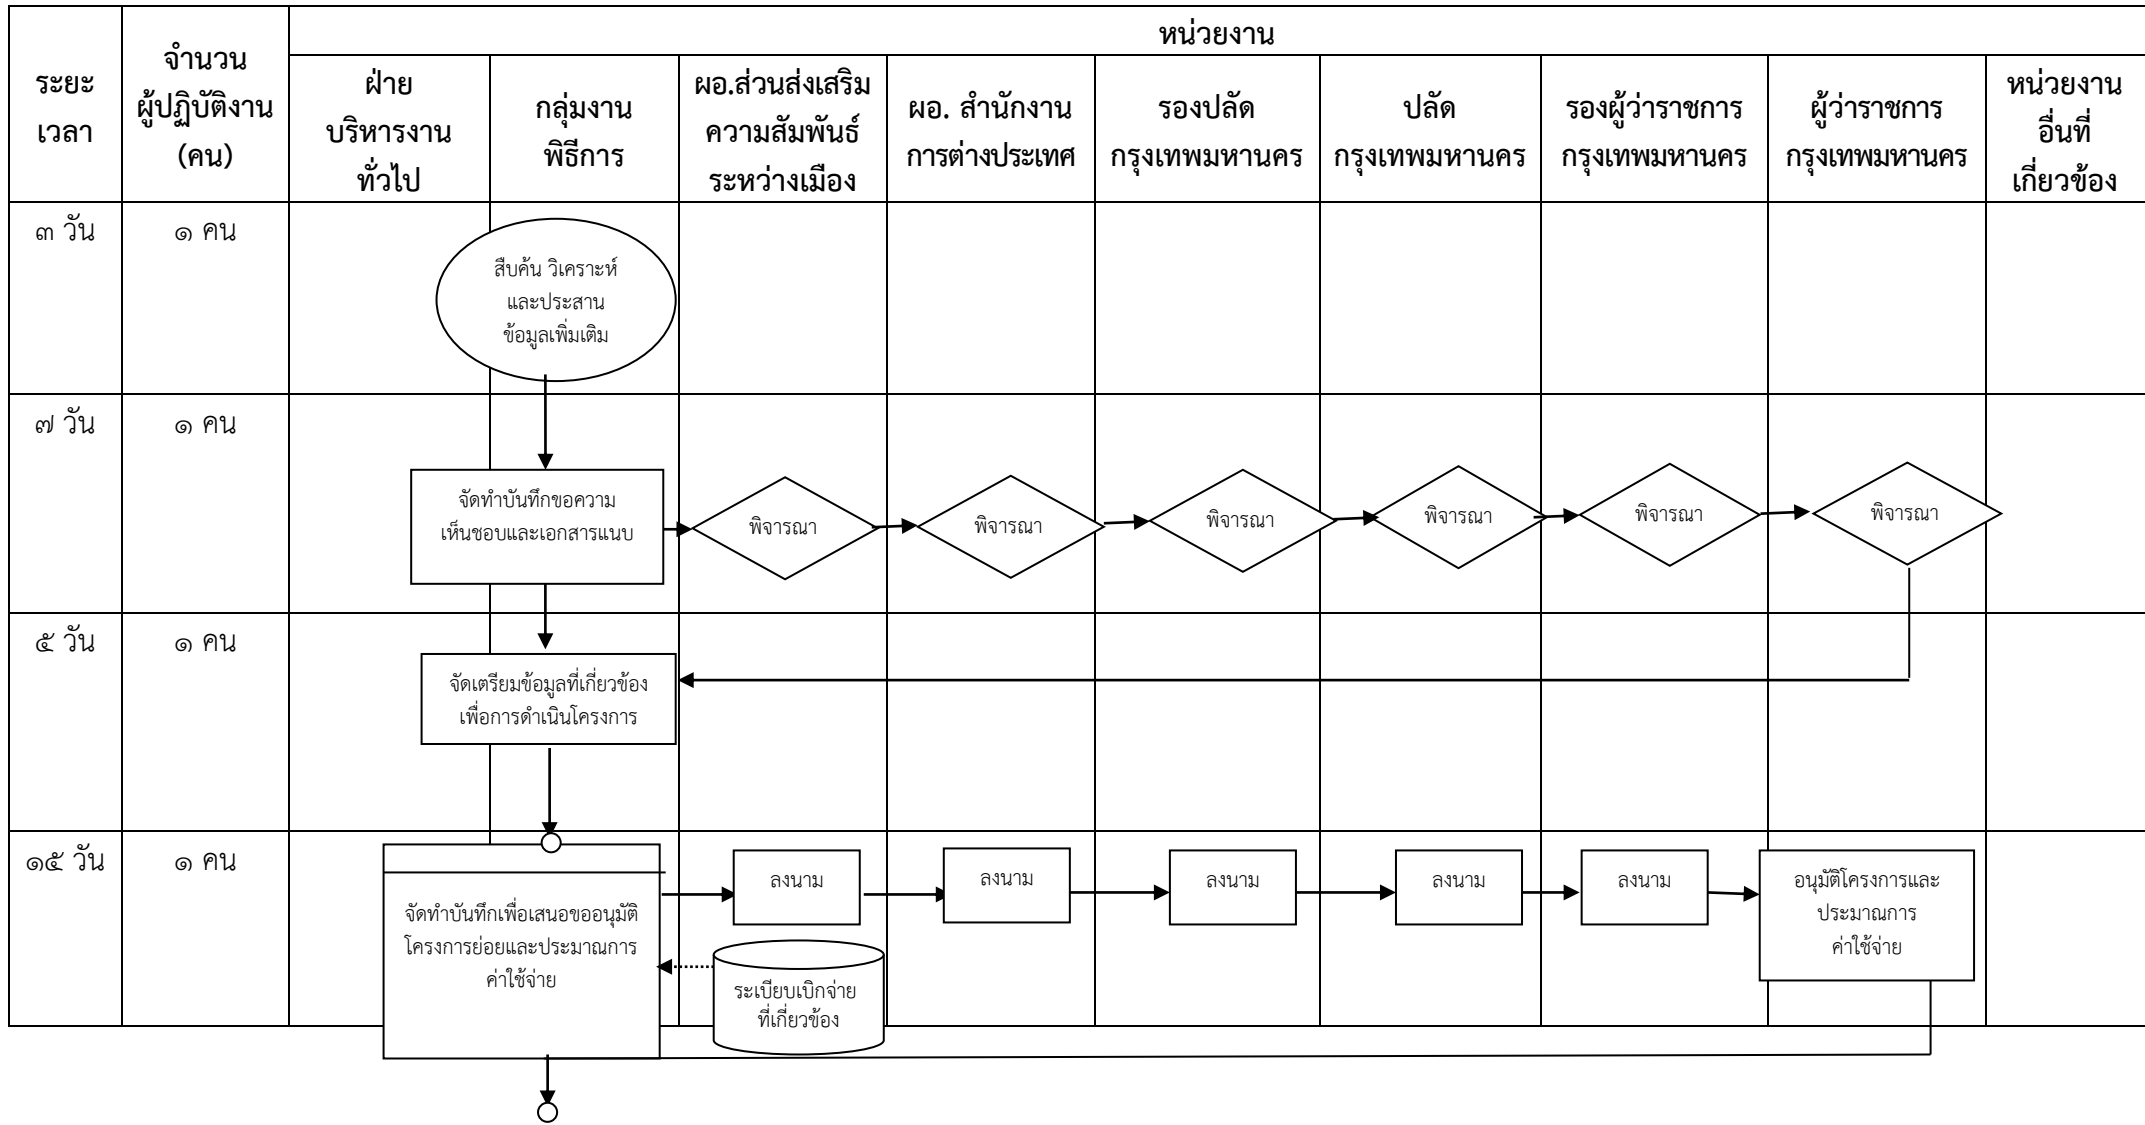 หน่วยงาน
ระยะ
เวลา
จำนวน
ผู้ปฏิบัติงาน
(คน)
ฝ่าย
บริหารงาน
ทั่วไป
กลุ่มงาน
พิธีการ
ผอ.ส่วนส่งเสริม
ความสัมพันธ์
ระหว่างเมือง
ผอ. สำนักงาน
การต่างประเทศ
รองปลัด
กรุงเทพมหานคร
ปลัด
กรุงเทพมหานคร
รองผู้ว่าราชการ
กรุงเทพมหานคร
ผู้ว่าราชการ
กรุงเทพมหานคร
หน่วยงาน
อื่นที่
เกี่ยวข้อง
๓ วัน
๑ คน
สืบค้น วิเคราะห์
และประสาน
ข้อมูลเพิ่มเติม
๗ วัน
๑ คน
จัดทำบันทึกขอความ
เห็นชอบและเอกสารแนบ
พิจารณา
พิจารณา
พิจารณา
พิจารณา
พิจารณา
พิจารณา
๕ วัน
๑ คน
จัดเตรียมข้อมูลที่เกี่ยวข้อง
เพื่อการดำเนินโครงการ
๑๕ วัน
๑ คน
จัดทำบันทึกเพื่อเสนอขออนุมัติ
โครงการย่อยและประมาณการ
ค่าใช้จ่าย
ลงนาม
ลงนาม
ลงนาม
ลงนาม
ลงนาม
อนุมัติโครงการและ
ประมาณการ
ค่าใช้จ่าย
ระเบียบเบิกจ่าย
ที่เกี่ยวข้อง